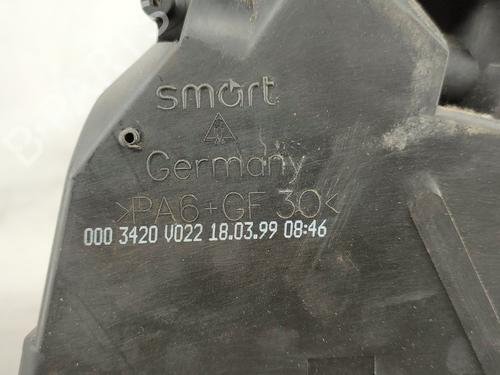 smart
Germany
>PA6+GF 30<
000 3420 V022 18.03.99 08:46